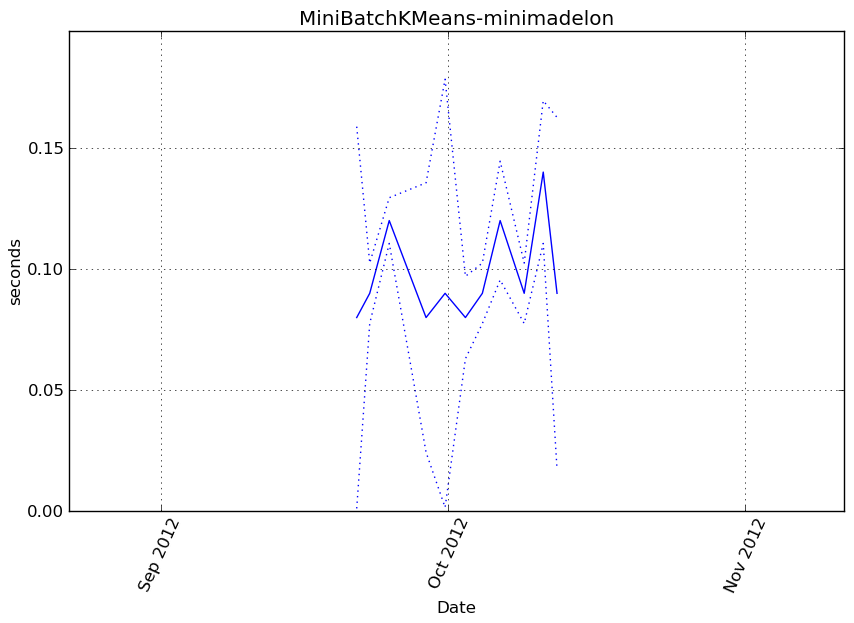 MiniBatchKMeans-minimadelon
seconds
0.15
0.10
0.05
0.00
Sep 2012
Oct 2012
Nov 2012
Date